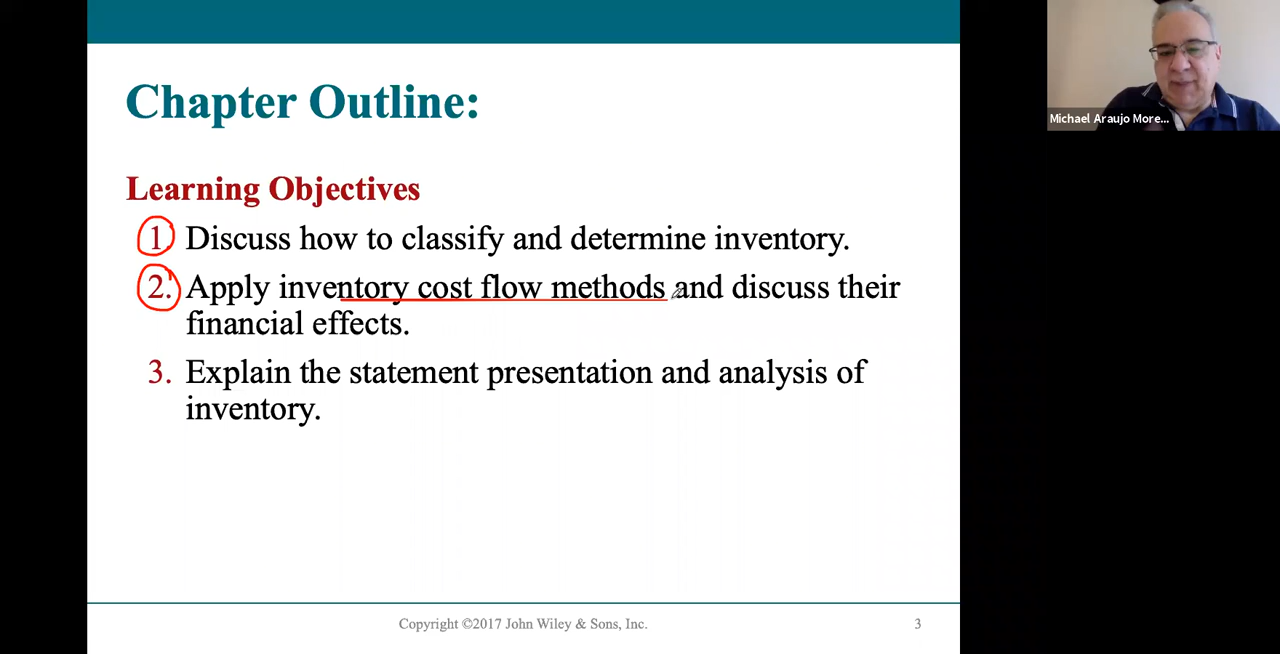 Chapter Outline:
Learning Objectives
1. Discuss how to classify and determine inventory.
2. Apply inventory cost flow methods and discuss their
financial effects.
3. Explain the statement presentation and analysis of
inventory.
Copyright ©2017 John Wiley & Sons, Inc.
3
Michael Araujo More...